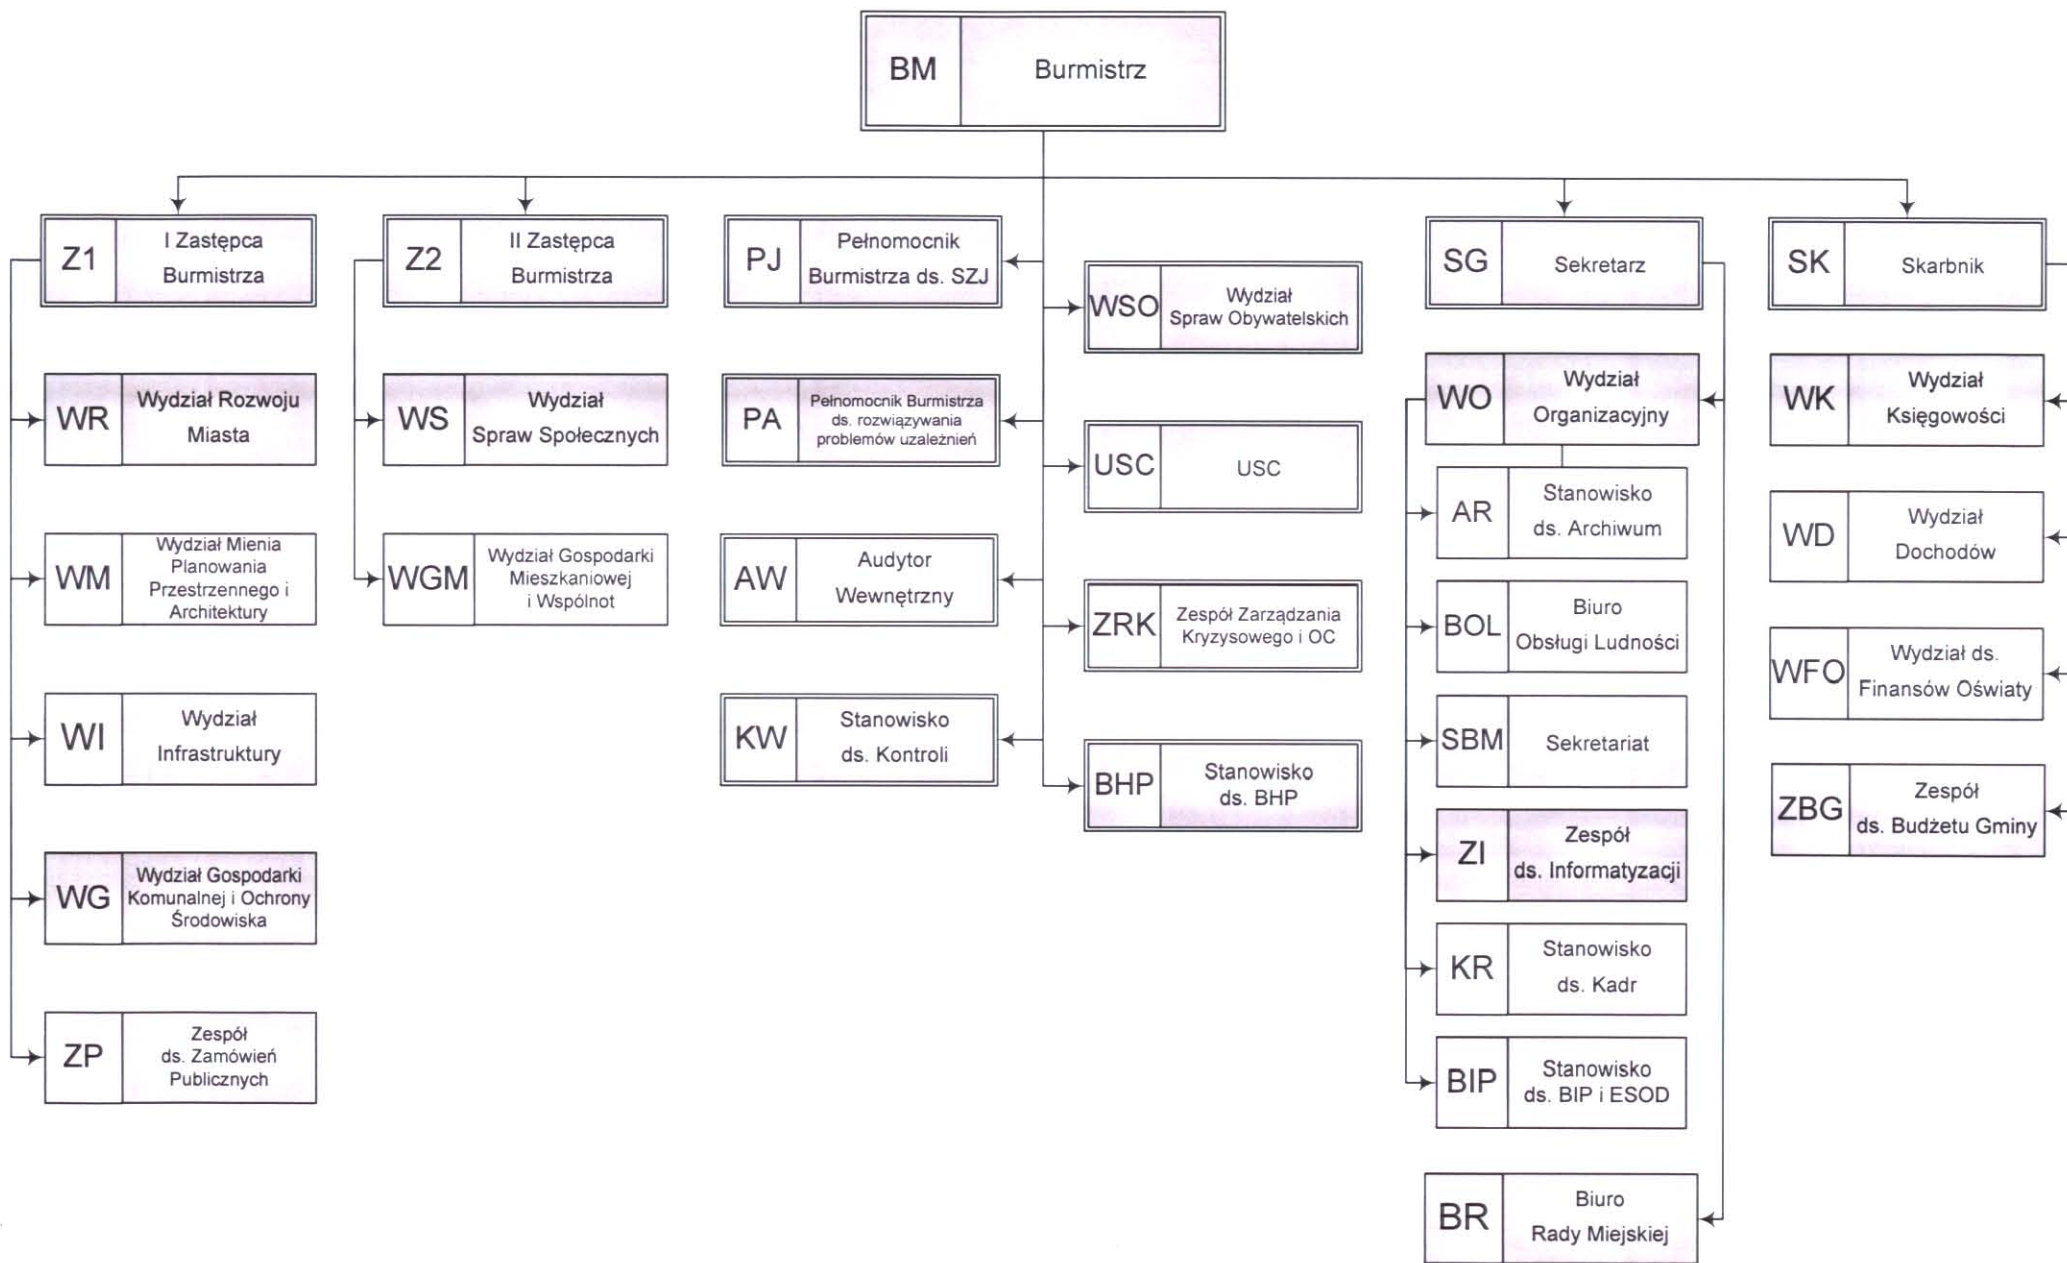 BM
Burmistrz
Z1
I Zastępca
Burmistrza
WR
Wydział Rozwoju
Miasta
WM
Wydział Mienia
Planowania
Przestrzennego i
Architektury
WI
Wydział
Infrastruktury
WG
Wydział Gospodarki
Komunalnej i Ochrony
Środowiska
ZP
Zespół
ds. Zamówień
Publicznych
Z2
II Zastępca
Burmistrza
WS
Wydział
Spraw Społecznych
WGM
Wydział Gospodarki
Mieszkaniowej
i Wspólnot
PJ
Pełnomocnik
Burmistrza ds. SZJ
PA
Pełnomocnik Burmistrza
ds. rozwiązywania
problemów uzależnień
AW
Audytor
Wewnętrzny
KW
Stanowisko
ds. Kontroli
WSO
Wydział
Spraw Obywatelskich
USC
USC
ZRK
Zespół Zarządzania
Kryzysowego i OC
BHP
Stanowisko
ds. BHP
SG
Sekretarz
WO
Wydział
Organizacyjny
AR
Stanowisko
ds. Archiwum
BOL
Biuro
Obsługi Ludności
SBM
Sekretariat
ZI
Zespół
ds. Informatyzacji
KR
Stanowisko
ds. Kadr
BIP
Stanowisko
ds. BIP i ESOD
BR
Biuro
Rady Miejskiej
SK
Skarbnik
WK
Wydział
Księgowości
WD
Wydział
Dochodów
WFO
Wydział ds.
Finansów Oświaty
ZBG
Zespół
ds. Budżetu Gminy